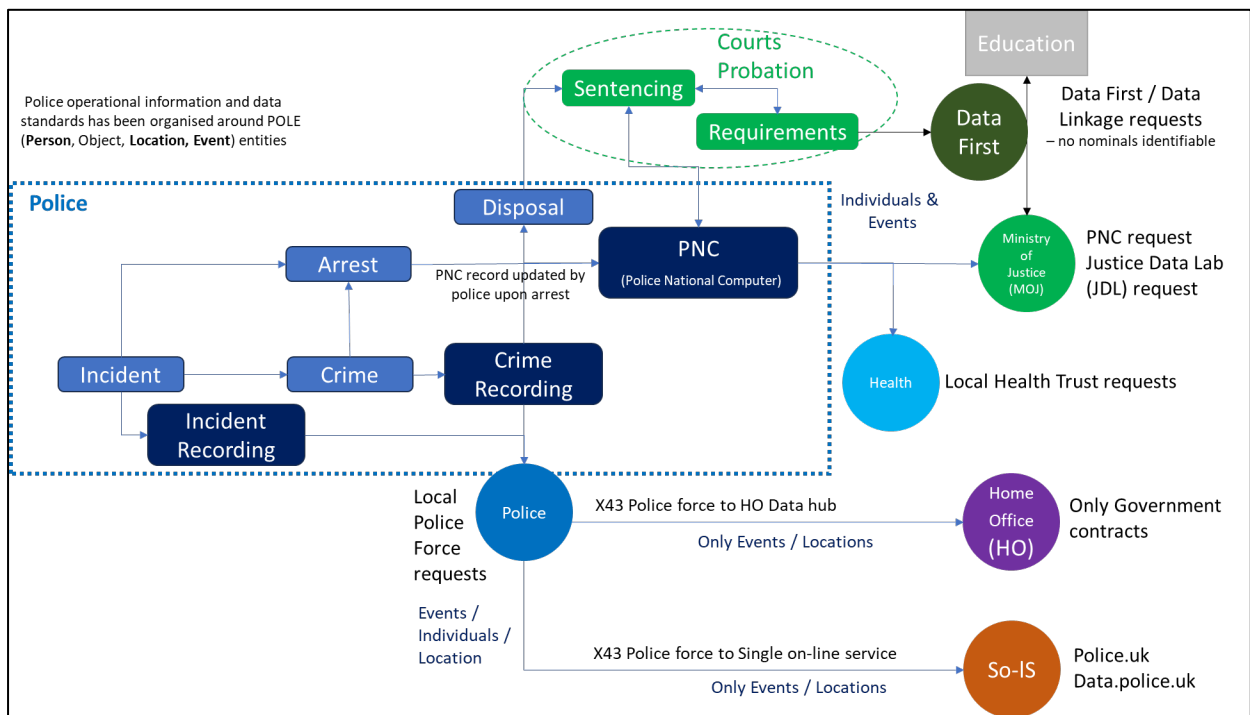 Education
Courts
Probation
Sentencing
Requirements
Data
First
Data First / Data
Linkage requests
– no nominals identifiable
Police operational information and data
standards has been organised around POLE
(Person, Object, Location, Event) entities
Police
Disposal
Individuals &
Events
Arrest
PNC record updated by
police upon arrest
PNC
(Police National Computer)
Ministry
of
Justice
(MOJ)
PNC request
Justice Data Lab
(JDL) request
Incident
Crime
Crime
Recording
Incident
Recording
Health
Local Health Trust requests
Local
Police
Force
requests
Police
X43 Police force to HO Data hub
Only Events / Locations
Home
Office
(HO)
Only Government
contracts
Events /
Individuals /
Location
X43 Police force to Single on-line service
Only Events / Locations
So-lS
Police.uk
Data.police.uk